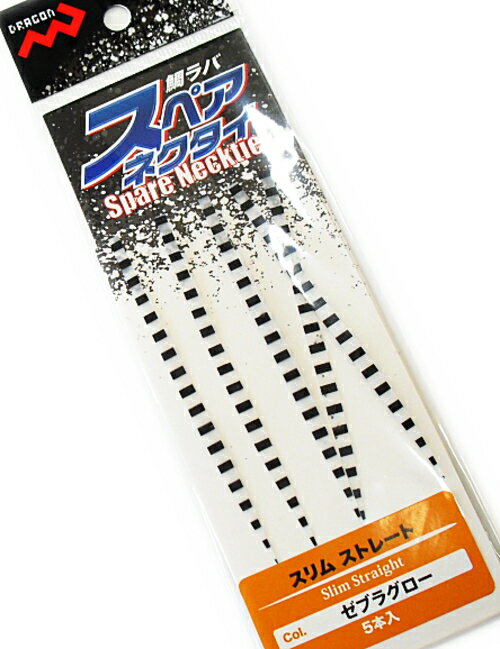 DRAGON
鯛ラバ
スペア
ネクタイ
Spare Necktie
スリム ストレート
Slim Straight
Col.
ゼブラグロー
5本入